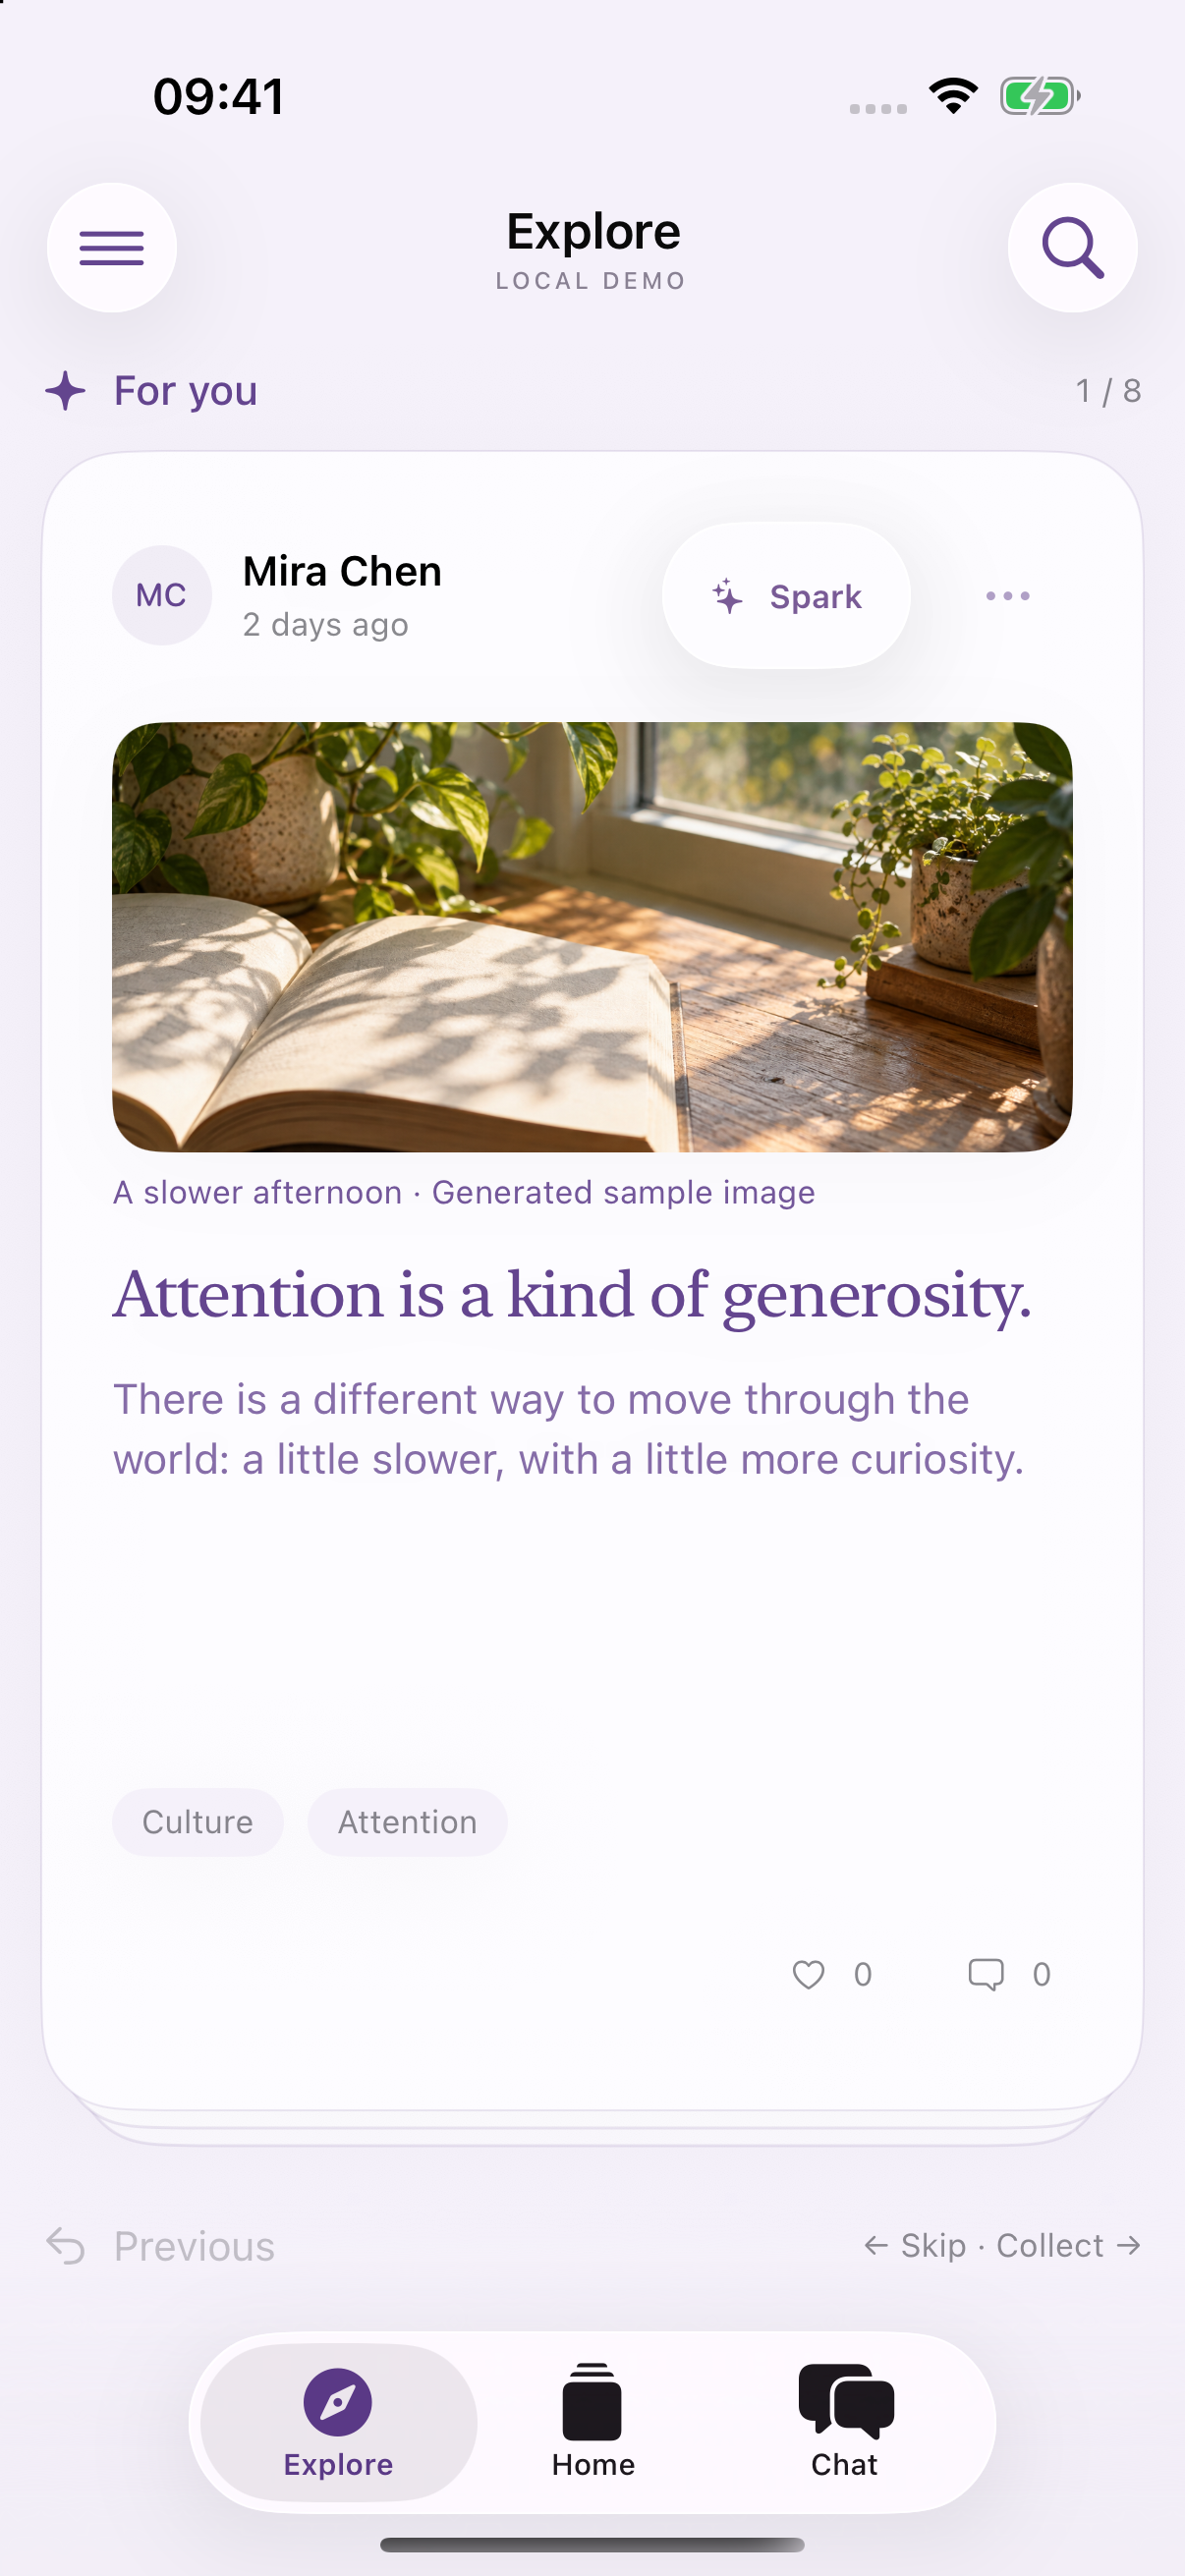 09:41
Explore
LOCAL DEMO
For you
1 / 8
MC
Mira Chen
2 days ago
Spark
A slower afternoon · Generated sample image
Attention is a kind of generosity.
There is a different way to move through the
world: a little slower, with a little more curiosity.
Culture
Attention
0
0
Previous
← Skip · Collect →
Explore
Home
Chat